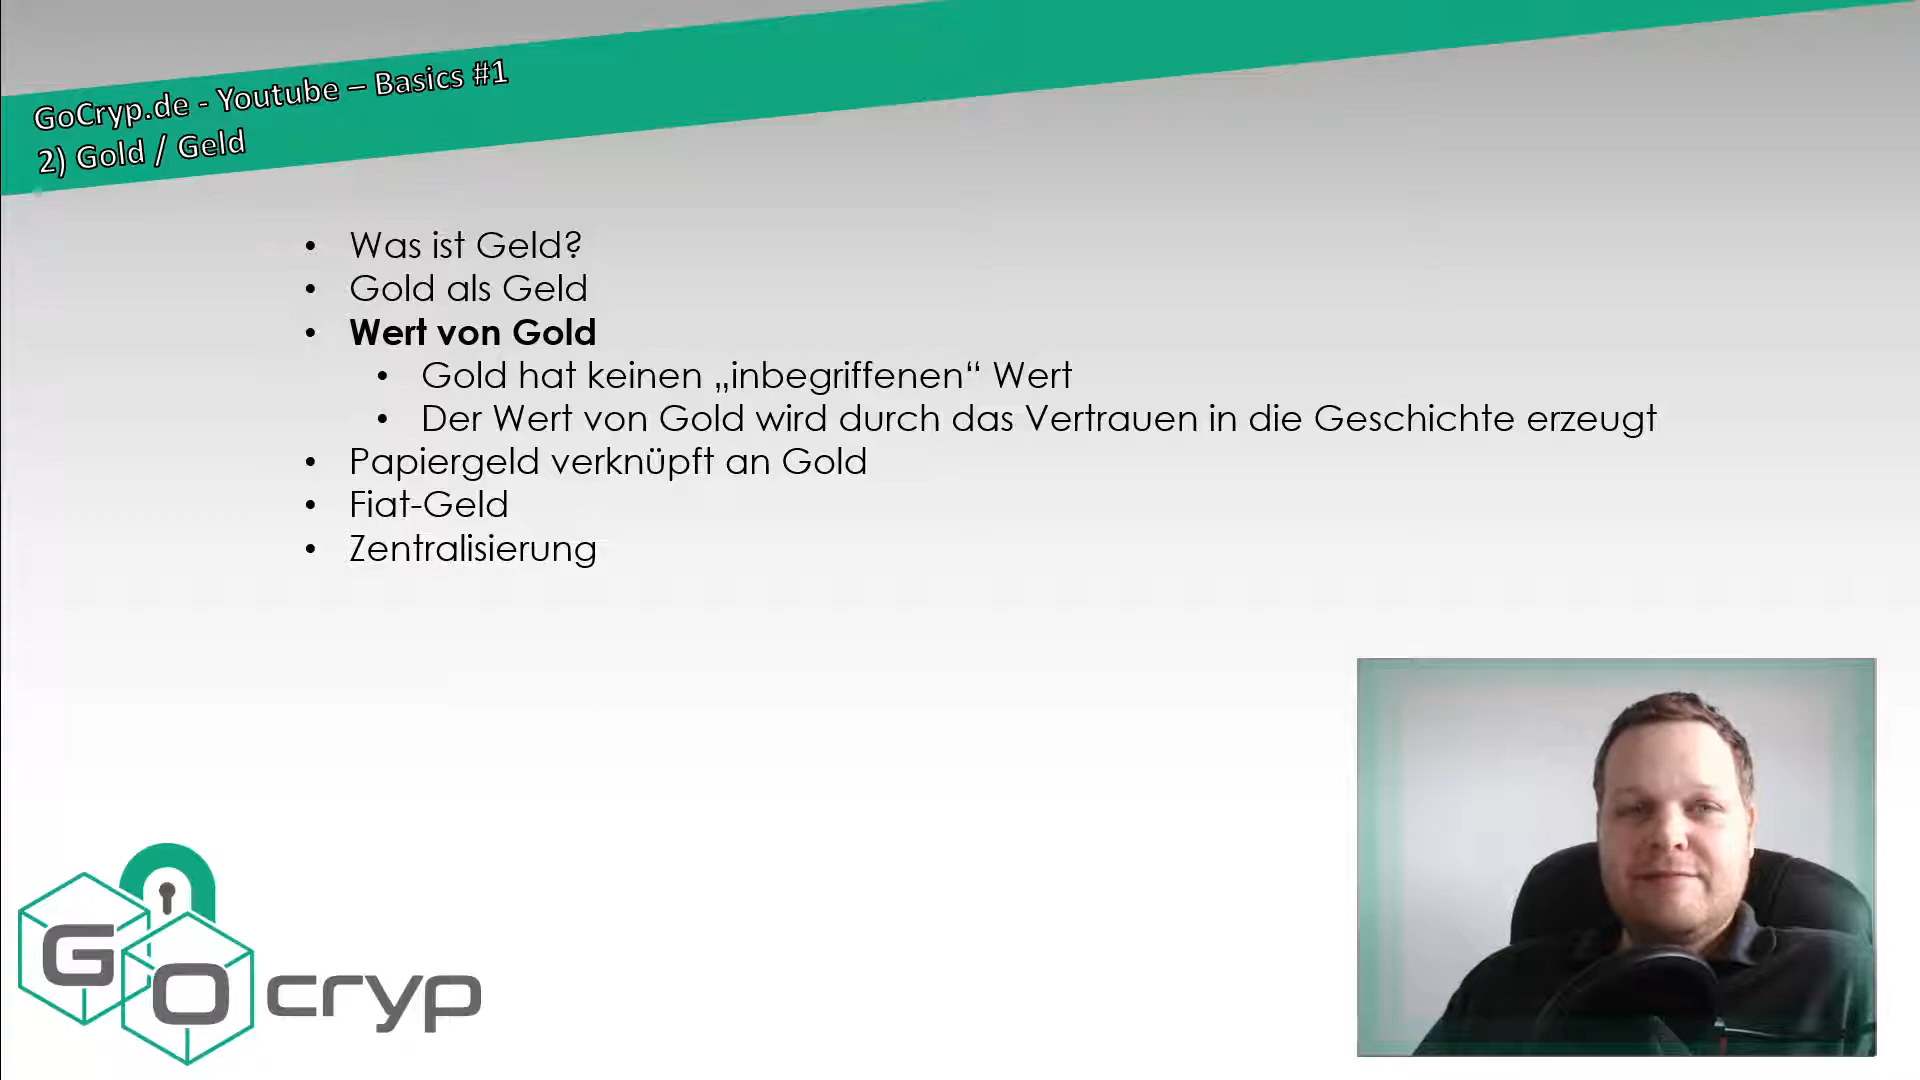 GoCryp.de - Youtube – Basics #1
2) Gold / Geld
• Was ist Geld?
• Gold als Geld
• Wert von Gold
• Gold hat keinen „inbegriffenen“ Wert
• Der Wert von Gold wird durch das Vertrauen in die Geschichte erzeugt
• Papiergeld verknüpft an Gold
• Fiat-Geld
• Zentralisierung
GO cryp